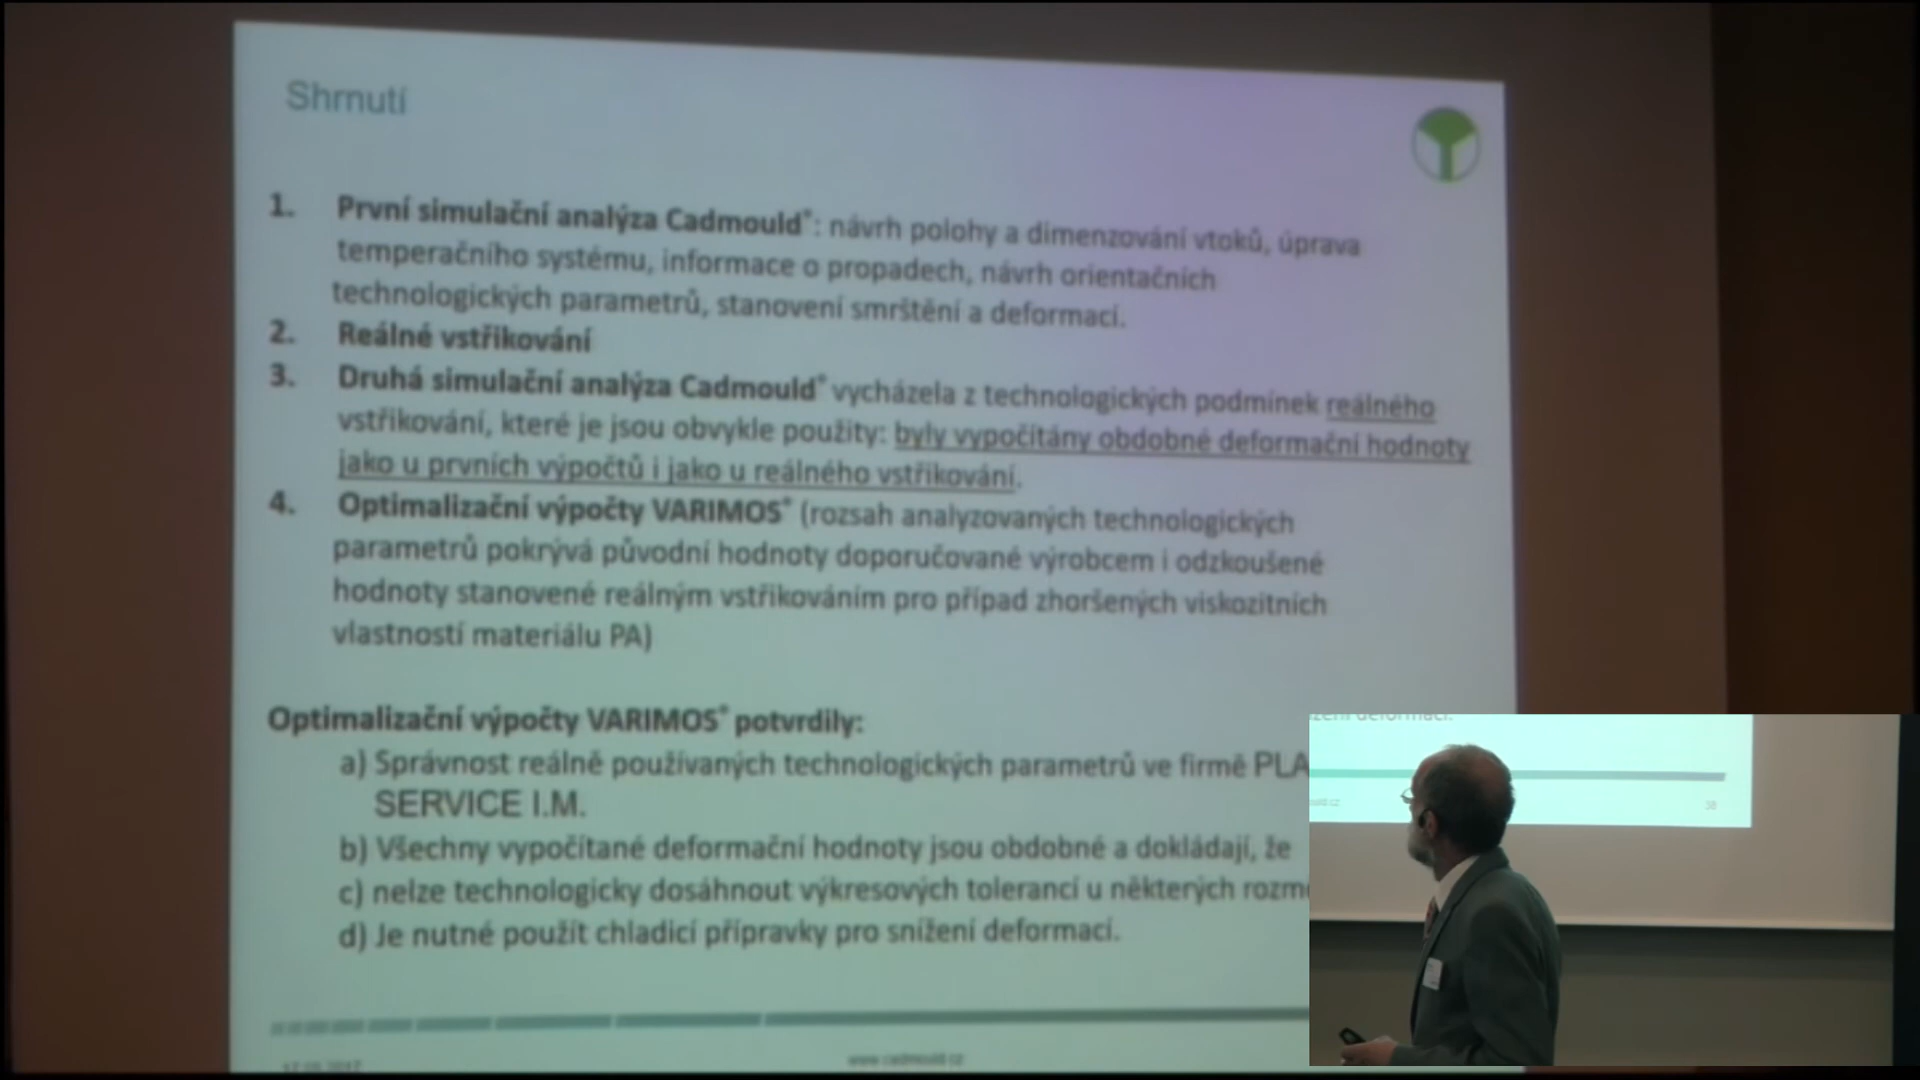 Shrnutí
1. První simulační analýza Cadmould®: návrh polohy a dimenzování vtoků, úprava
temperačního systému, informace o propadech, návrh orientačních
technologických parametrů, stanovení smrštění a deformací.
2. Reálné vstřikování
3. Druhá simulační analýza Cadmould® vycházela z technologických podmínek reálného
vstřikování, které je jsou obvykle použity: byly vypočítány obdobné deformační hodnoty
jako u prvních výpočtů i jako u reálného vstřikování.
4. Optimalizační výpočty VARIMOS® (rozsah analyzovaných technologických
parametrů pokrývá původní hodnoty doporučované výrobcem i odzkoušené
hodnoty stanovené reálným vstřikováním pro případ zhoršených viskozitních
vlastností materiálu PA)
Optimalizační výpočty VARIMOS® potvrdily:
a) Správnost reálně používaných technologických parametrů ve firmě PLA
SERVICE I.M.
b) Všechny vypočítané deformační hodnoty jsou obdobné a dokládají, že
c) nelze technologicky dosáhnout výkresových tolerancí u některých rozm
d) Je nutné použít chladicí přípravky pro snížení deformací.
www.cadmould.cz
38